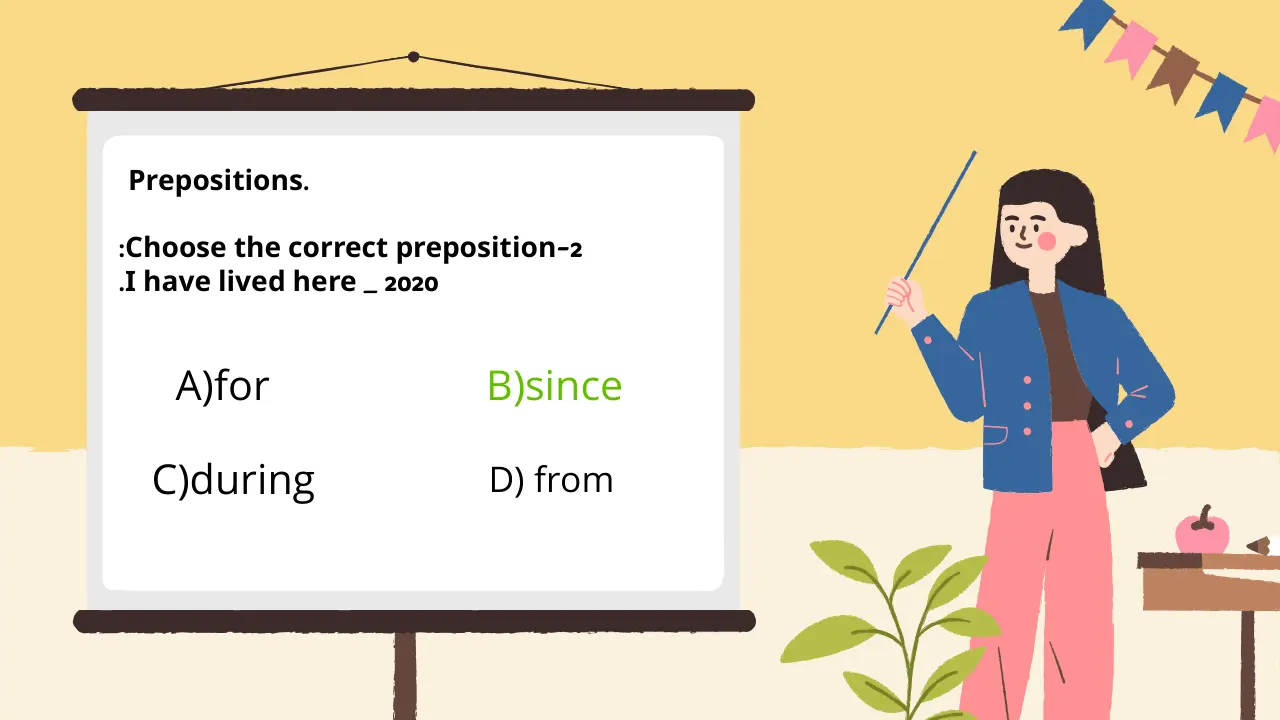 Prepositions.
:Choose the correct preposition-2
.I have lived here _ 2020
A)for
B)since
C)during
D) from